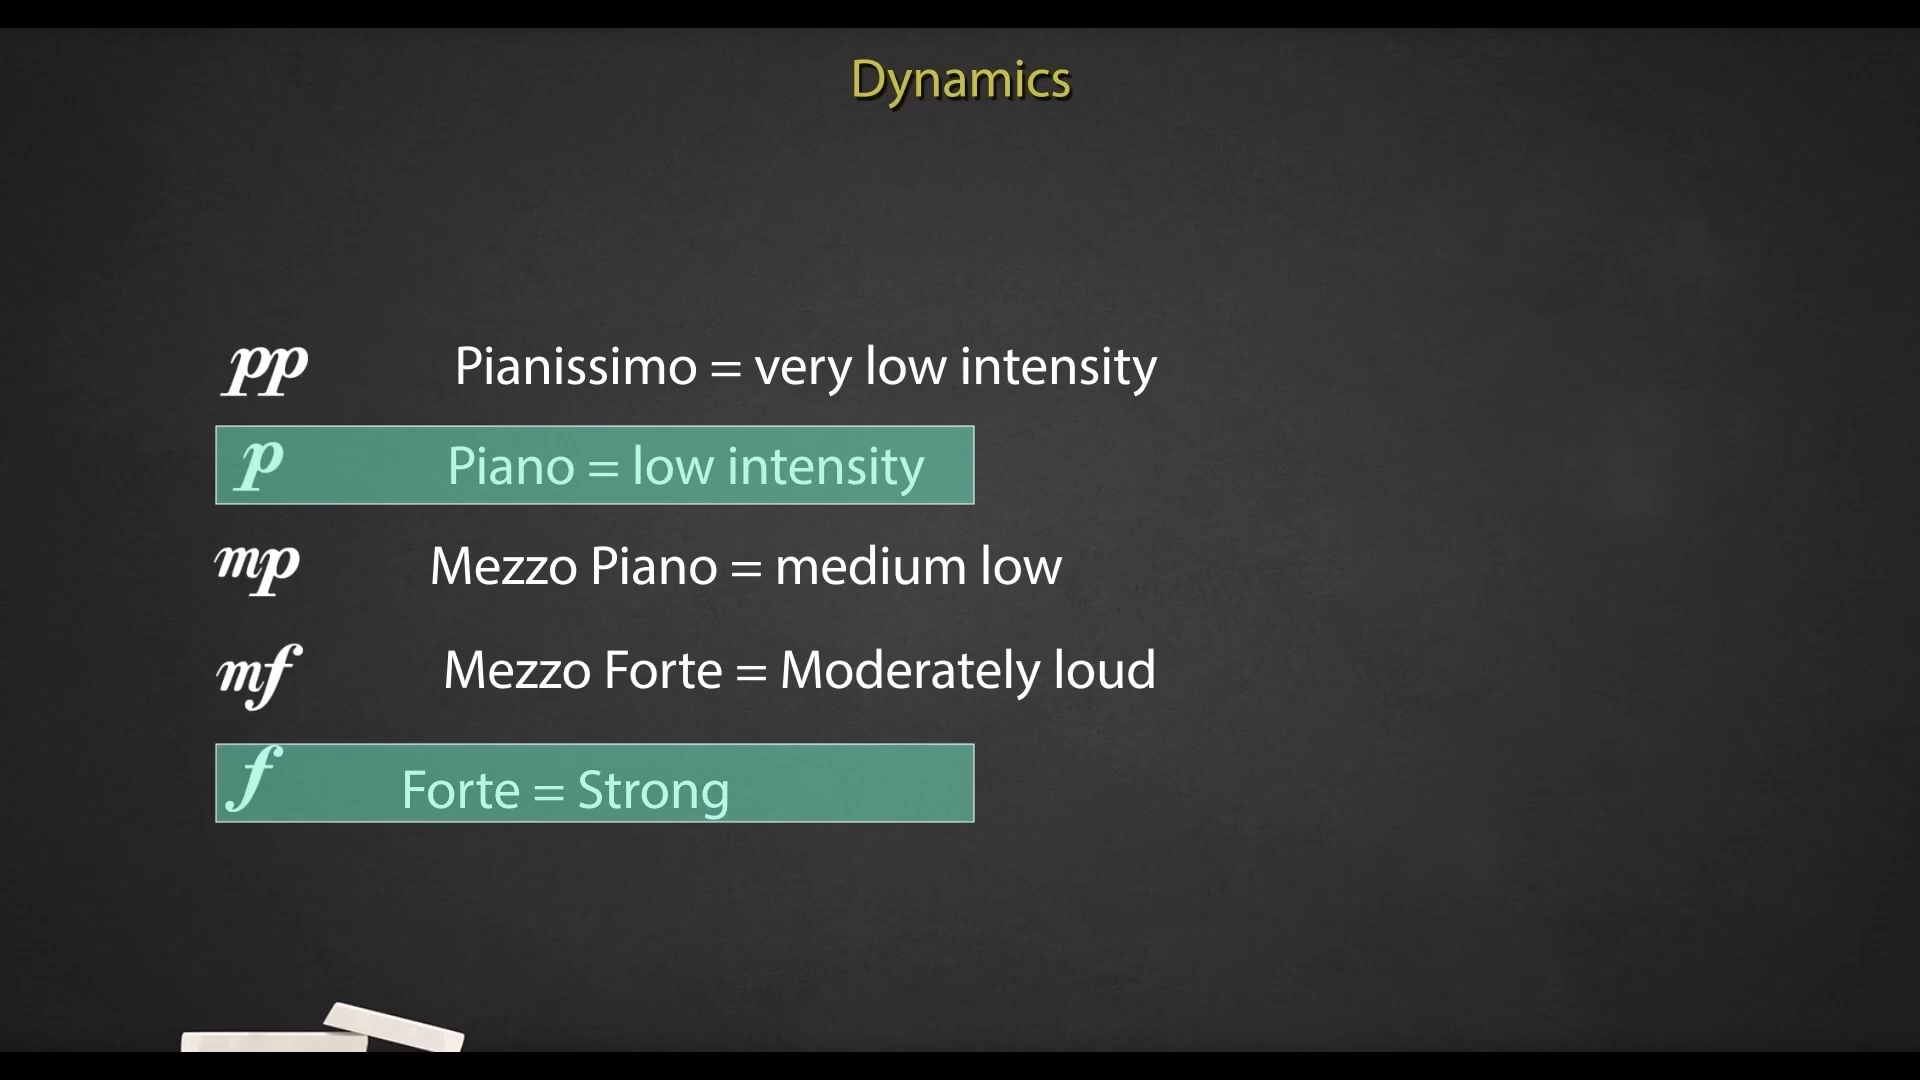 Dynamics
pp Pianissimo = very low intensity
p Piano = low intensity
mp Mezzo Piano = medium low
mf Mezzo Forte = Moderately loud
f Forte = Strong